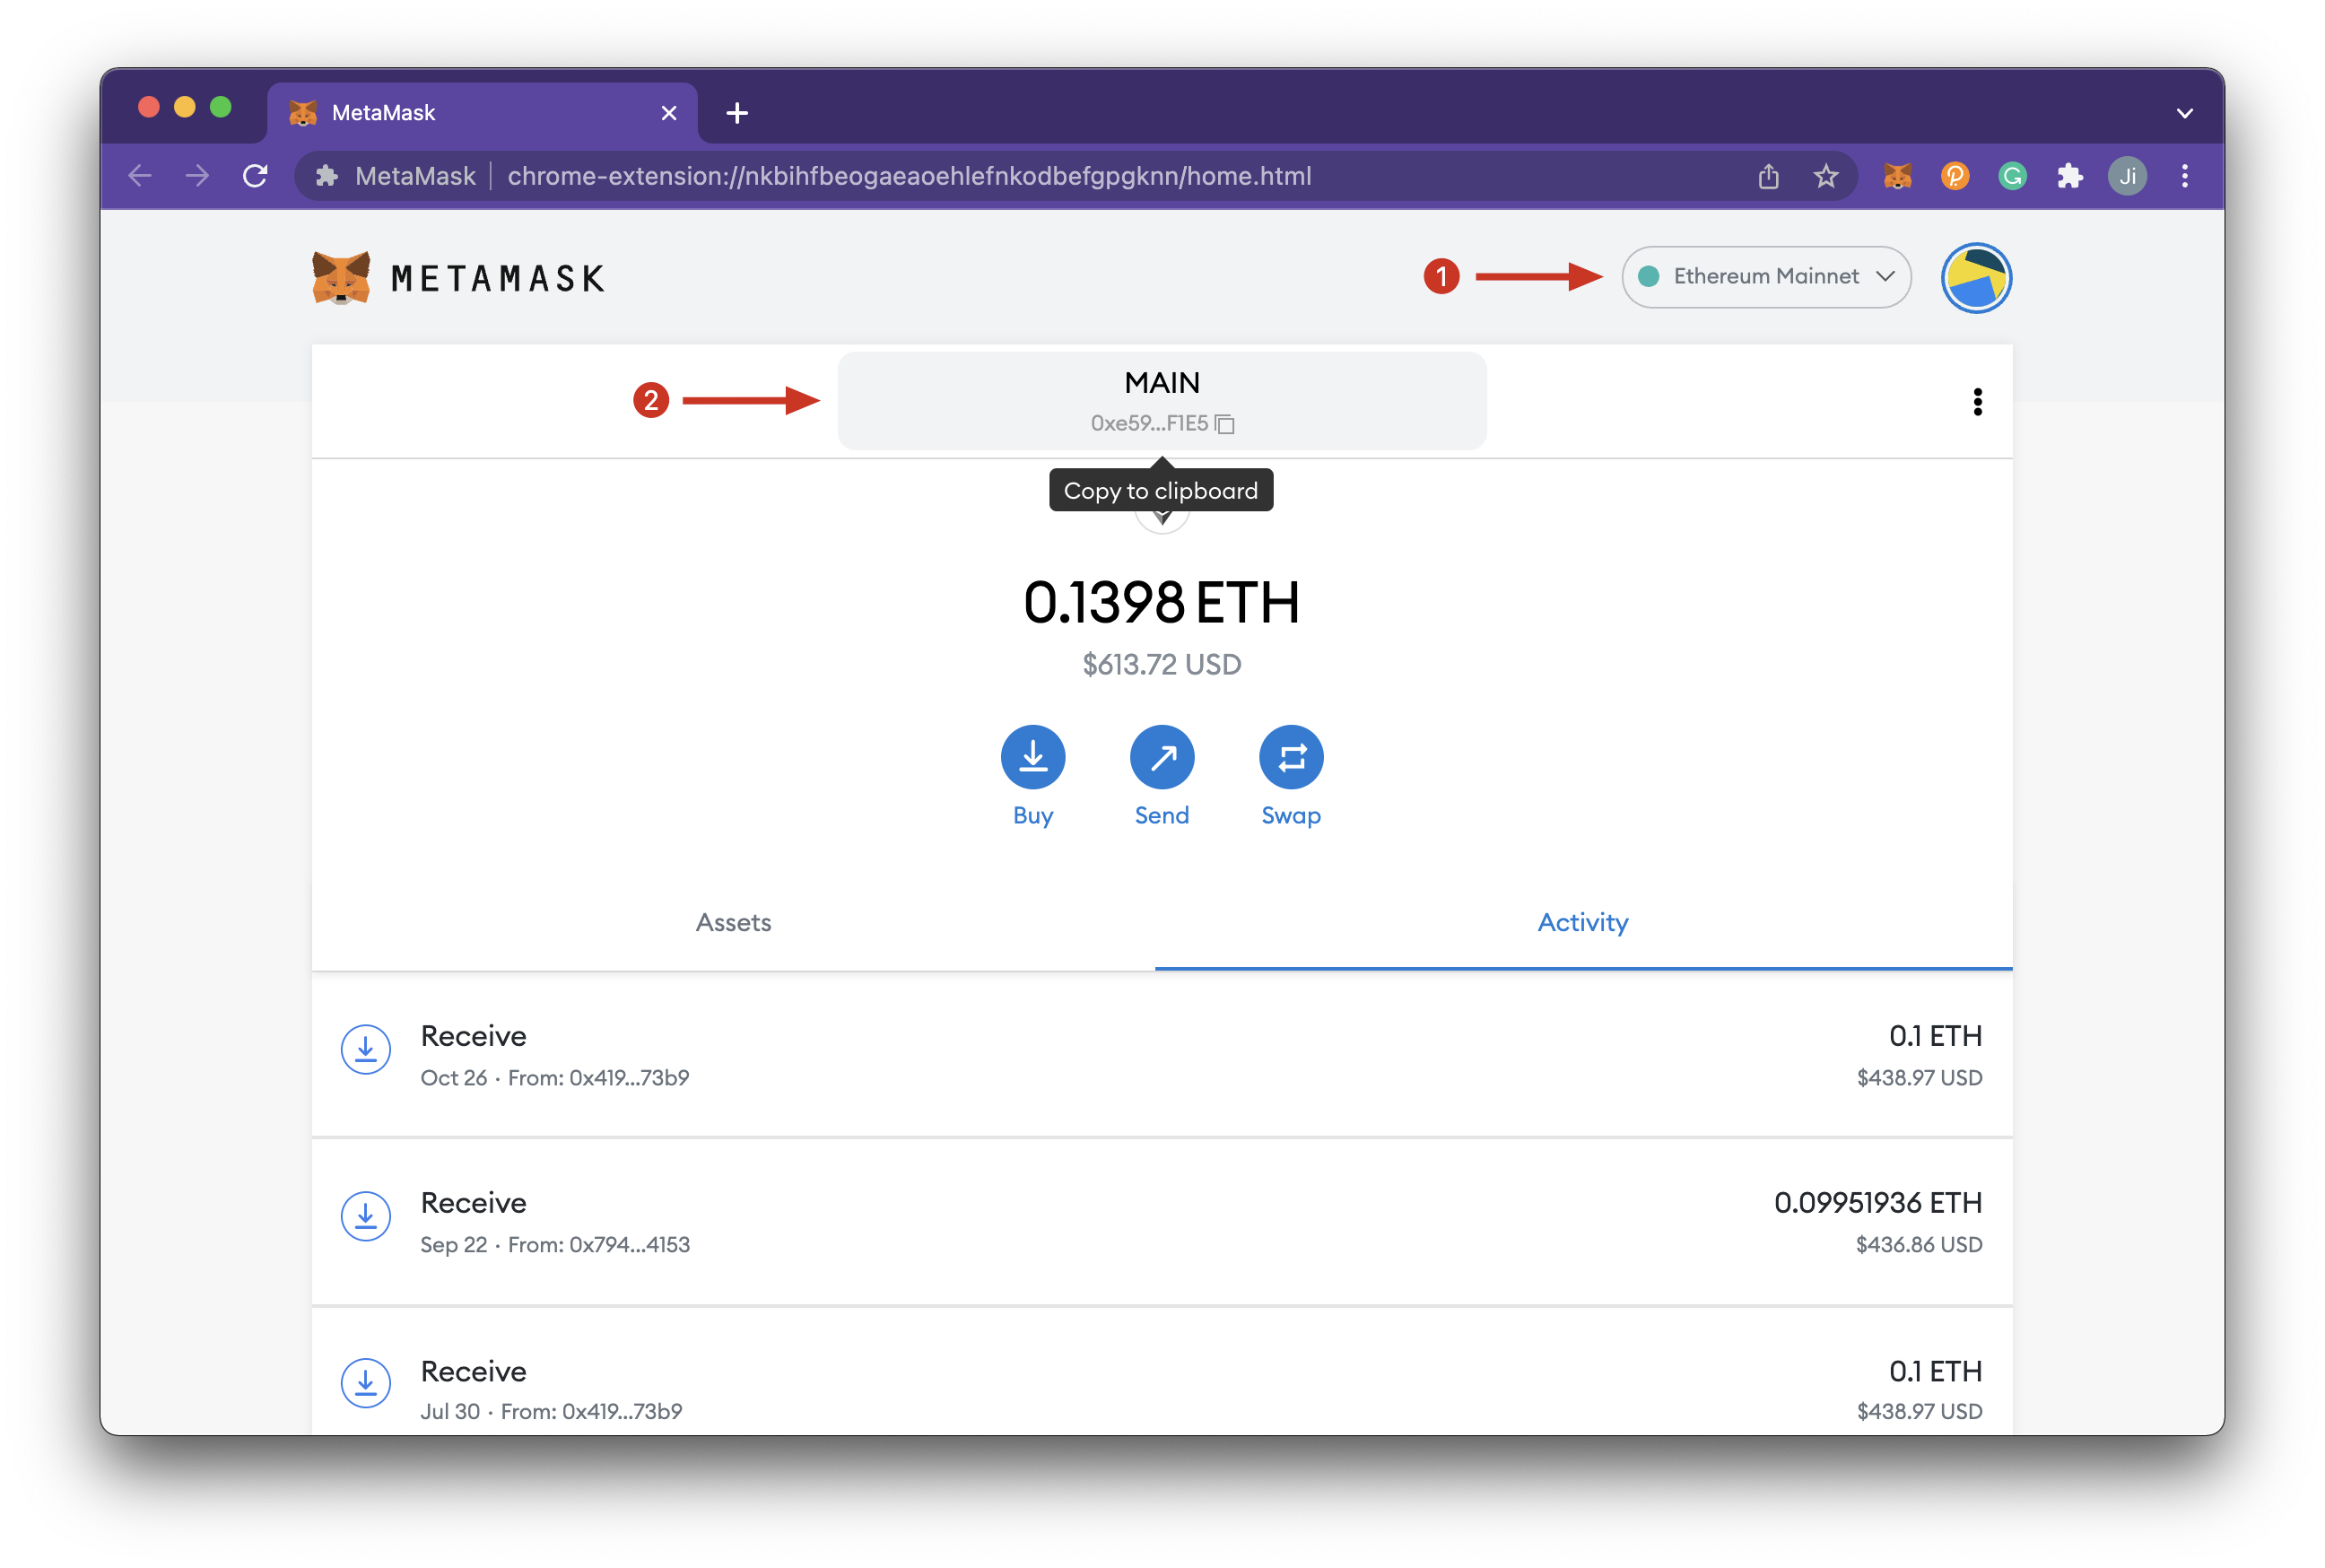 MetaMask
MetaMask
chrome-extension://nkbihfbeogaeaoehlefnkodbefgpgknn/home.html
Ji
METAMASK
1
Ethereum Mainnet
2
MAIN
0xe59...F1E5
Copy to clipboard
0.1398 ETH
$613.72 USD
Buy
Send
Swap
Assets
Activity
Receive
0.1 ETH
Oct 26 · From: 0x419...73b9
$438.97 USD
Receive
0.09951936 ETH
Sep 22 · From: 0x794...4153
$436.86 USD
Receive
0.1 ETH
Jul 30 · From: 0x419...73b9
$438.97 USD